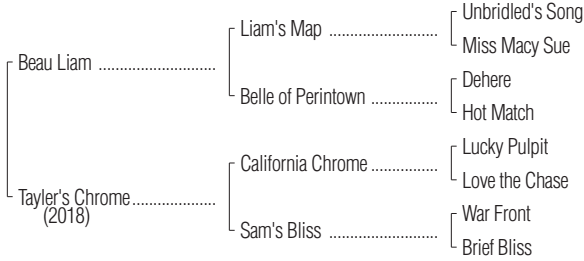 Unbridled's Song
Liam's Map ......................
Miss Macy Sue
Beau Liam ........................
Dehere
Belle of Perintown ..............
Hot Match
Lucky Pulpit
California Chrome ..............
Love the Chase
Tayler's Chrome .................
(2018)
War Front
Sam's Bliss ......................
Brief Bliss